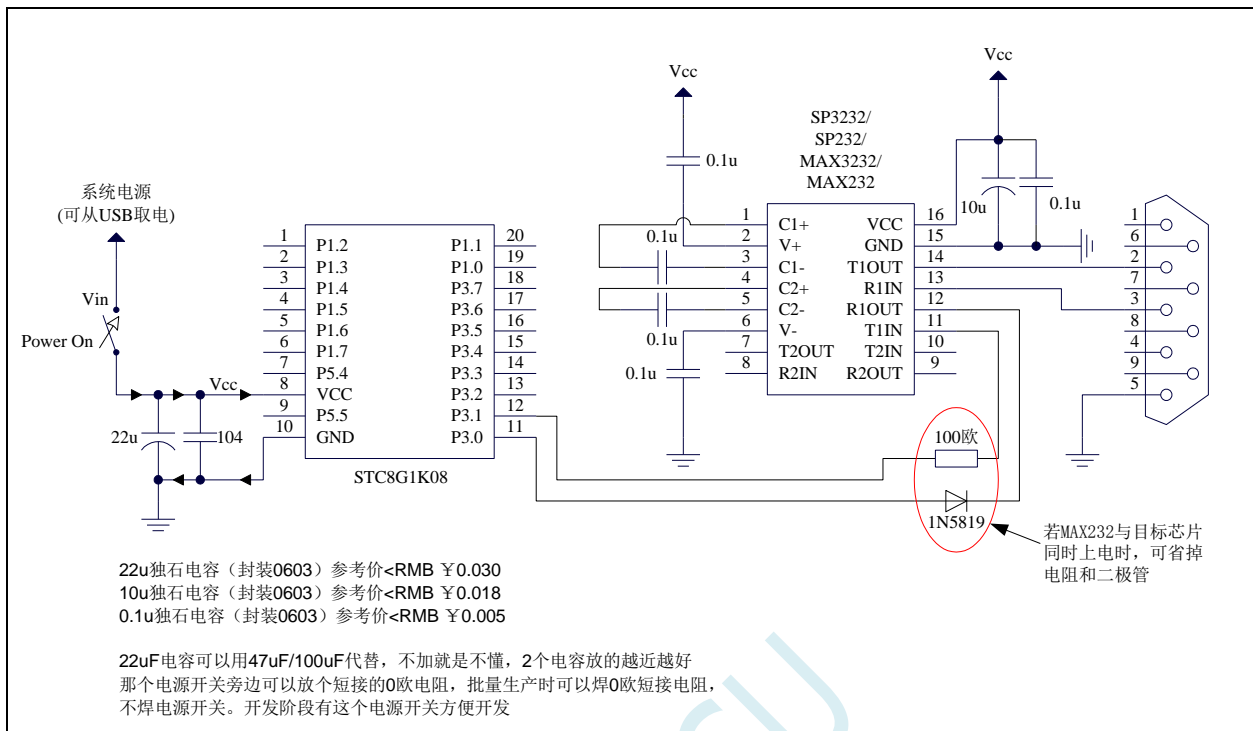 系统电源
(可从USB取电)
Vin
Power On
Vcc
22u
104
1
2
3
4
5
6
7
8
9
10
P1.2
P1.3
P1.4
P1.5
P1.6
P1.7
P5.4
VCC
P5.5
GND
P1.1
P1.0
P3.7
P3.6
P3.5
P3.4
P3.3
P3.2
P3.1
P3.0
20
19
18
17
16
15
14
13
12
11
STC8G1K08
Vcc
0.1u
0.1u
0.1u
0.1u
SP3232/
SP232/
MAX3232/
MAX232
1
2
3
4
5
6
7
8
C1+
V+
C1-
C2+
C2-
V-
T2OUT
R2IN
VCC
GND
T1OUT
R1IN
R1OUT
T1IN
T2IN
R2OUT
16
15
14
13
12
11
10
9
Vcc
10u
0.1u
1
6
2
7
3
8
4
9
5
100欧
1N5819
若MAX232与目标芯片
同时上电时，可省掉
电阻和二极管
22u独石电容（封装0603）参考价<RMB ￥0.030
10u独石电容（封装0603）参考价<RMB ￥0.018
0.1u独石电容（封装0603）参考价<RMB ￥0.005
22uF电容可以用47uF/100uF代替，不加就是不懂，2个电容放的越近越好
那个电源开关旁边可以放个短接的0欧电阻，批量生产时可以焊0欧短接电阻，
不焊电源开关。开发阶段有这个电源开关方便开发